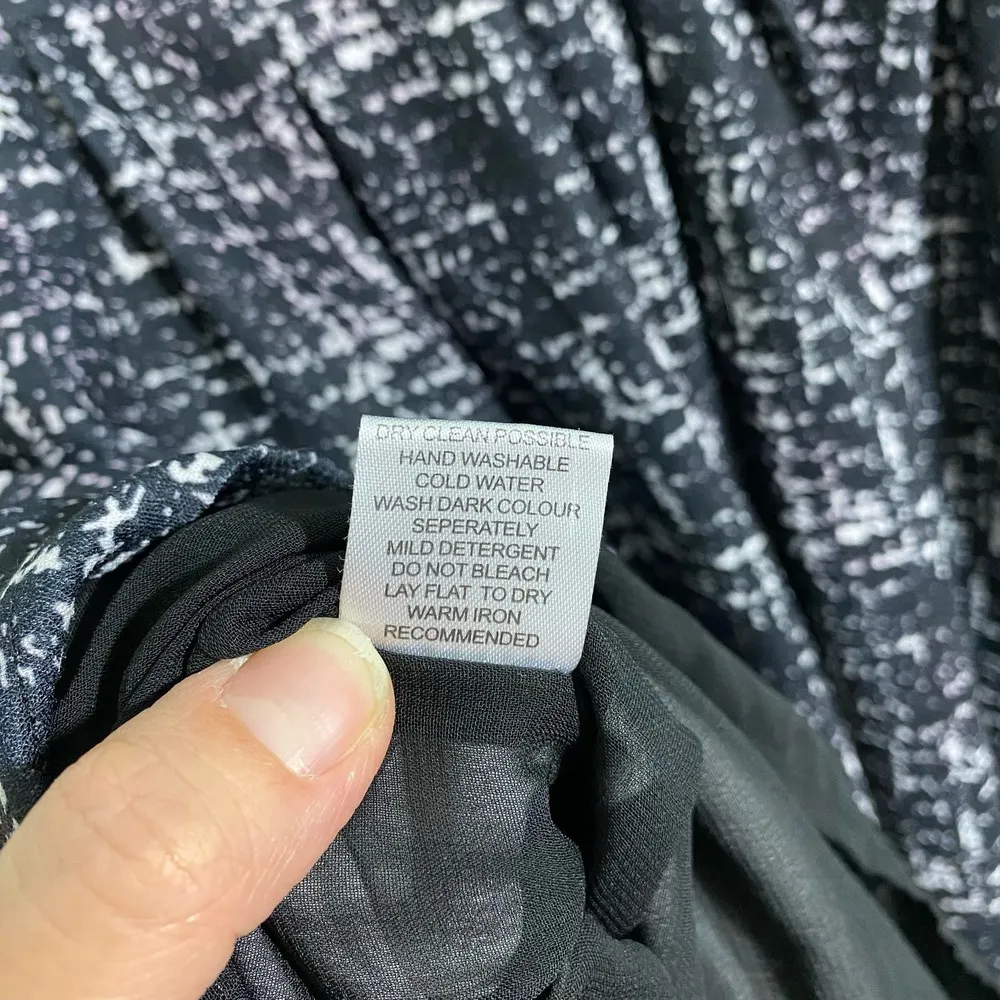 DRY CLEAN POSSIBLE
HAND WASHABLE
COLD WATER
WASH DARK COLOUR
SEPERATELY
MILD DETERGENT
DO NOT BLEACH
LAY FLAT TO DRY
WARM IRON
RECOMMENDED